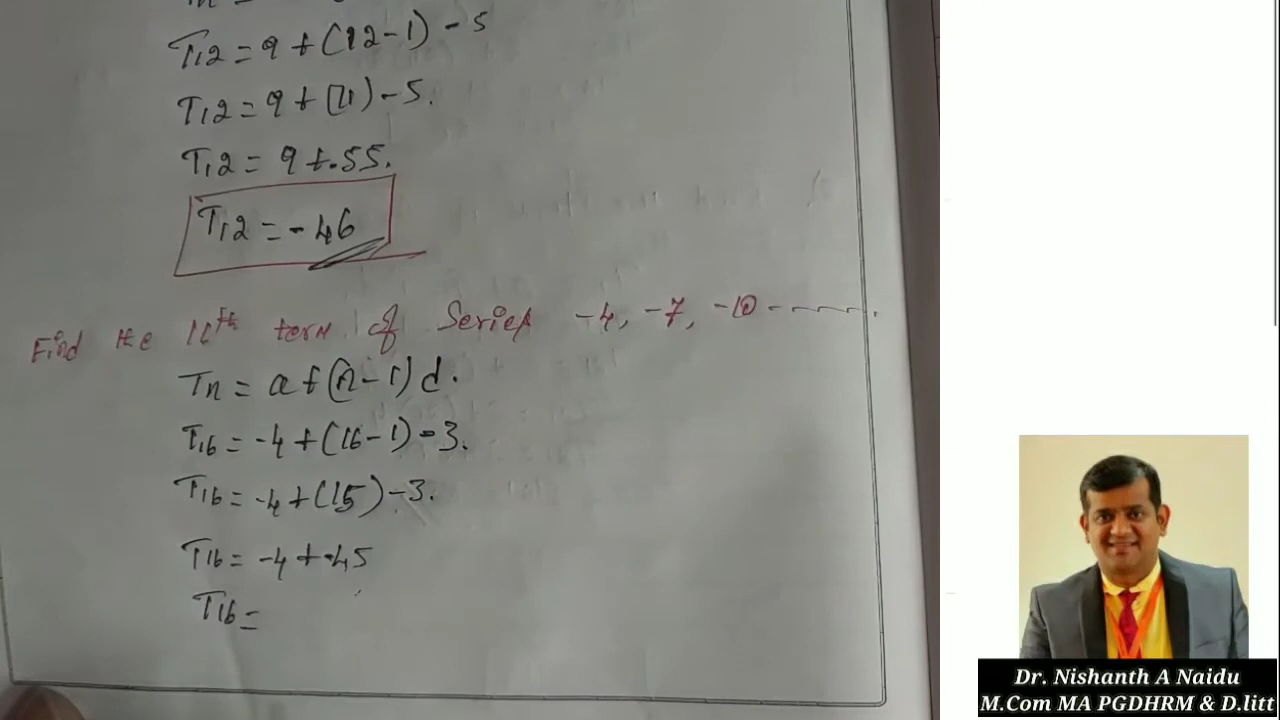 T12 = 9 + (12-1) - 5
T12 = 9 + (11) - 5.
T12 = 9 + -55.
T12 = -46
Find the 16th term of Series -4, -7, -10 - - - - - .
Tn = a + (n-1) d.
T16 = -4 + (16-1) -3.
T16 = -4 + (15) -3.
T16 = -4 + -45
T16 =
Dr. Nishanth A Naidu
M.Com MA PGDHRM & D.litt